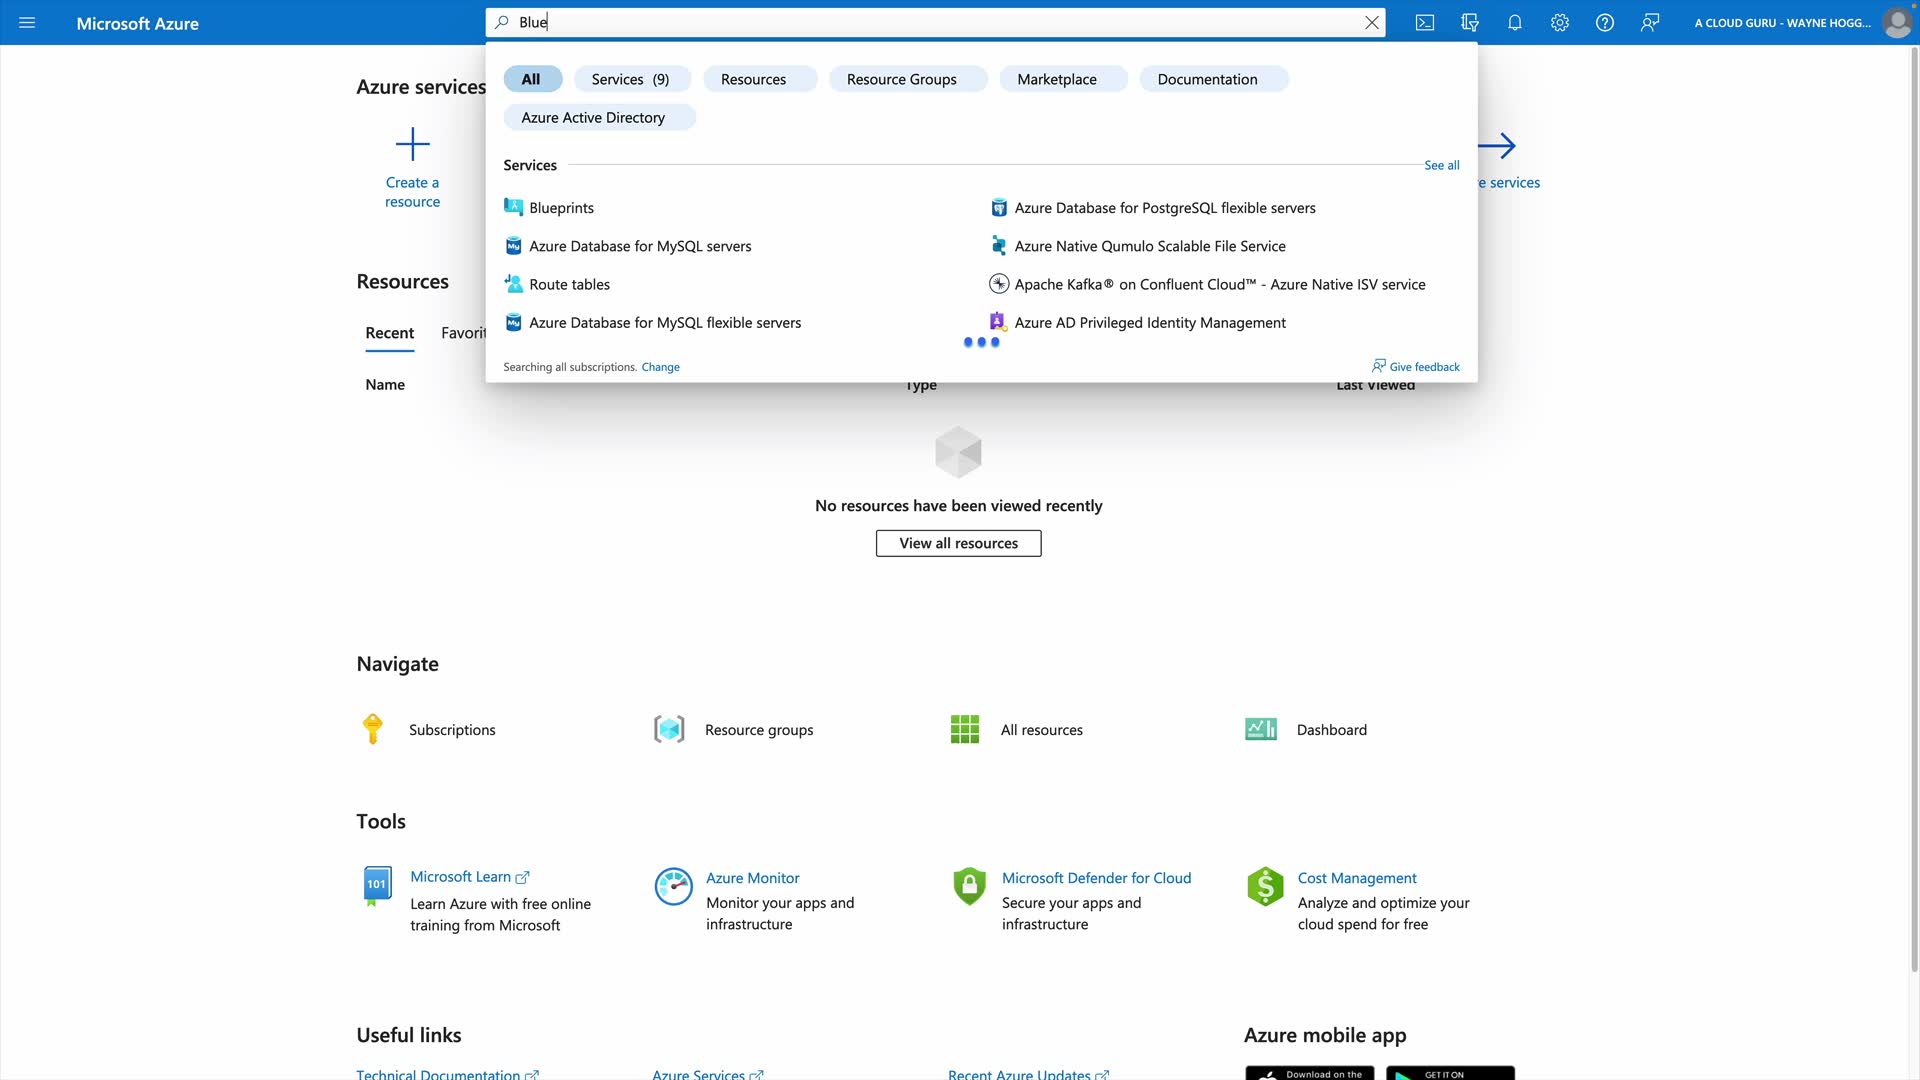 Microsoft Azure
Blue
A CLOUD GURU - WAYNE HOGG...
All
Services (9)
Resources
Resource Groups
Marketplace
Documentation
Azure Active Directory
Services
See all
Blueprints
Azure Database for PostgreSQL flexible servers
Azure Database for MySQL servers
Azure Native Qumulo Scalable File Service
Route tables
Apache Kafka® on Confluent Cloud™ - Azure Native ISV service
Azure Database for MySQL flexible servers
Azure AD Privileged Identity Management
Searching all subscriptions. Change
Give feedback
Azure services
Create a
resource
services
Resources
Recent
Name
Type
Last Viewed
No resources have been viewed recently
View all resources
Navigate
Subscriptions
Resource groups
All resources
Dashboard
Tools
101
Microsoft Learn
Learn Azure with free online
training from Microsoft
Azure Monitor
Monitor your apps and
infrastructure
Microsoft Defender for Cloud
Secure your apps and
infrastructure
Cost Management
Analyze and optimize your
cloud spend for free
Useful links
Azure mobile app
Technical Documentation
Azure Services
Recent Azure Updates
Download on the
GET IT ON